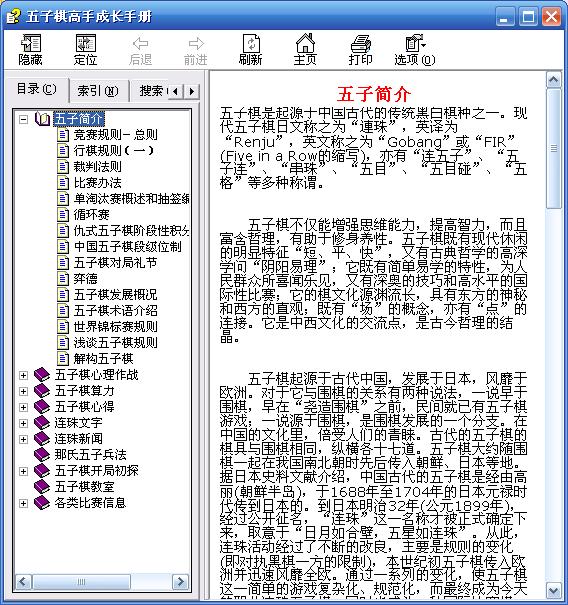 五子棋高手成长手册
隐藏 定位 后退 前进 刷新 主页 打印 选项(O)
目录(C) 索引(N) 搜索
五子简介
竞赛规则－总则
行棋规则(一)
裁判法则
比赛办法
单淘汰赛概述和抽签编
循环赛
仇式五子棋阶段性积分
中国五子棋段级位制
五子棋对局礼节
弈德
五子棋发展概况
五子棋术语介绍
世界锦标赛规则
浅谈五子棋规则
解构五子棋
五子棋心理作战
五子棋算力
五子棋心得
连珠文字
连珠新闻
那氏五子兵法
五子棋开局初探
五子棋教室
各类比赛信息
五子简介
五子棋是起源于中国古代的传统黑白棋种之一。现
代五子棋日文称之为“連珠”，英译为
“Renju”，英文称之为“Gobang”或“FIR”
(Five in a Row的缩写)，亦有“连五子”、“五
子连”、“串珠”、“五目”、“五目碰”、“五
格”等多种称谓。
五子棋不仅能增强思维能力，提高智力，而且
富含哲理，有助于修身养性。五子棋既有现代休闲
的明显特征“短、平、快”，又有古典哲学的高深
学问“阴阳易理”；它既有简单易学的特性，为人
民群众所喜闻乐见，又有深奥的技巧和高水平的国
际性比赛；它的棋文化源渊流长，具有东方的神秘
和西方的直观；既有“场”的概念，亦有“点”的
连接。它是中西文化的交流点，是古今哲理的结
晶。
五子棋起源于古代中国，发展于日本，风靡于
欧洲。对于它与围棋的关系有两种说法，一说早于
围棋，早在“尧造围棋”之前，民间就已有五子棋
游戏；一说源于围棋，是围棋发展的一个分支。在
中国的文化里，倍受人们的青睐。古代的五子棋的
棋具与围棋相同，纵横各十七道。五子棋大约随围
棋一起在我国南北朝时先后传入朝鲜、日本等地。
据日本史料文献介绍，中国古代的五子棋是经由高
丽(朝鲜半岛)，于1688年至1704年的日本元禄时
代传到日本的。到日本明治32年(公元1899年)，
经过公开征名，“连珠”这一名称才被正式确定下
来，取意于“日月如合璧，五星如连珠”。从此，
连珠活动经过了不断的改良，主要是规则的变化
(即对执黑棋一方的限制)，本世纪初五子棋传入欧
洲并迅速风靡全欧。通过一系列的变化，使五子棋
这一简单的游戏复杂化、规范化，而最终成为今天